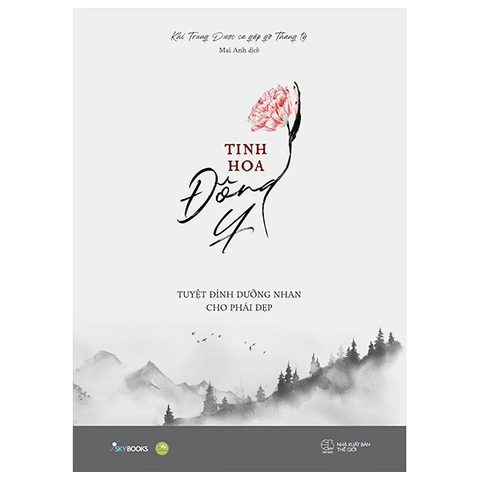 Khi Trung Dược ca gặp gỡ Thang tỷ
Mai Anh dịch
TINH
HOA
Đông
Y
TUYỆT ĐỈNH DƯỠNG NHAN
CHO PHÁI ĐẸP
SKYBOOKS
NHÀ XUẤT BẢN
THẾ GIỚI